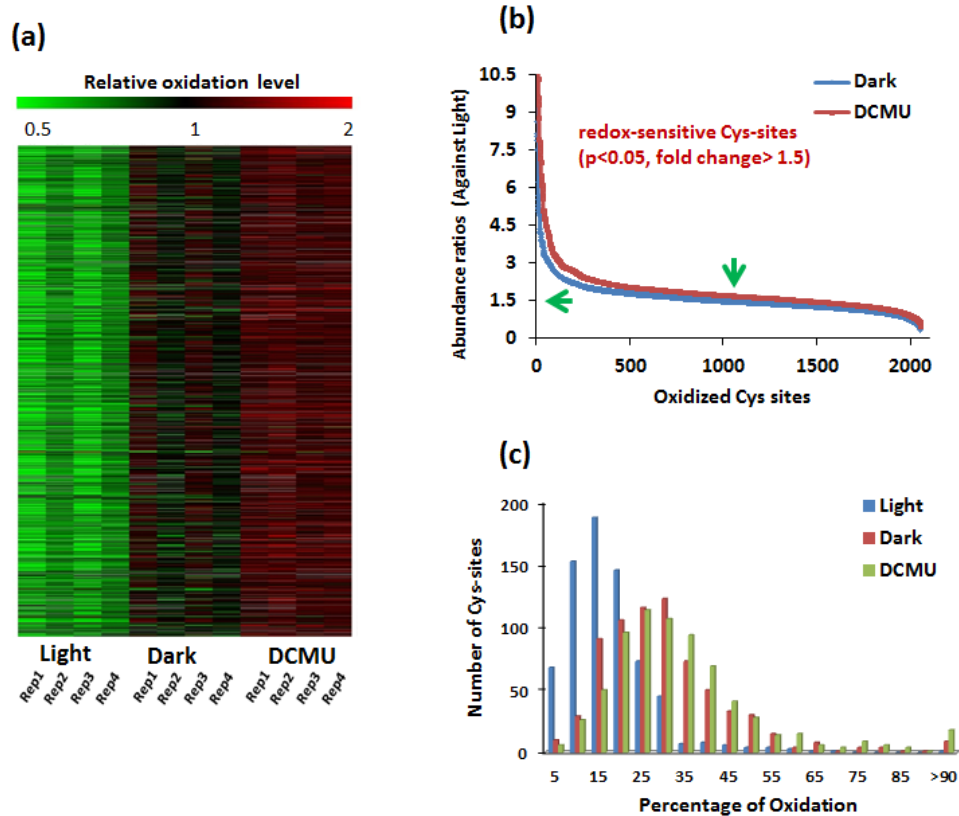 (a)
Relative oxidation level
0.5 1 2
Light Dark DCMU
Rep1 Rep2 Rep3 Rep4 Rep1 Rep2 Rep3 Rep4 Rep1 Rep2 Rep3 Rep4
(b)
Abundance ratios (Against Light)
10.5
9
7.5
6
4.5
3
1.5
0
Dark
DCMU
redox-sensitive Cys-sites
(p<0.05, fold change> 1.5)
0 500 1000 1500 2000
Oxidized Cys sites
(c)
Number of Cys-sites
200
150
100
50
0
Light
Dark
DCMU
5 15 25 35 45 55 65 75 85 >90
Percentage of Oxidation